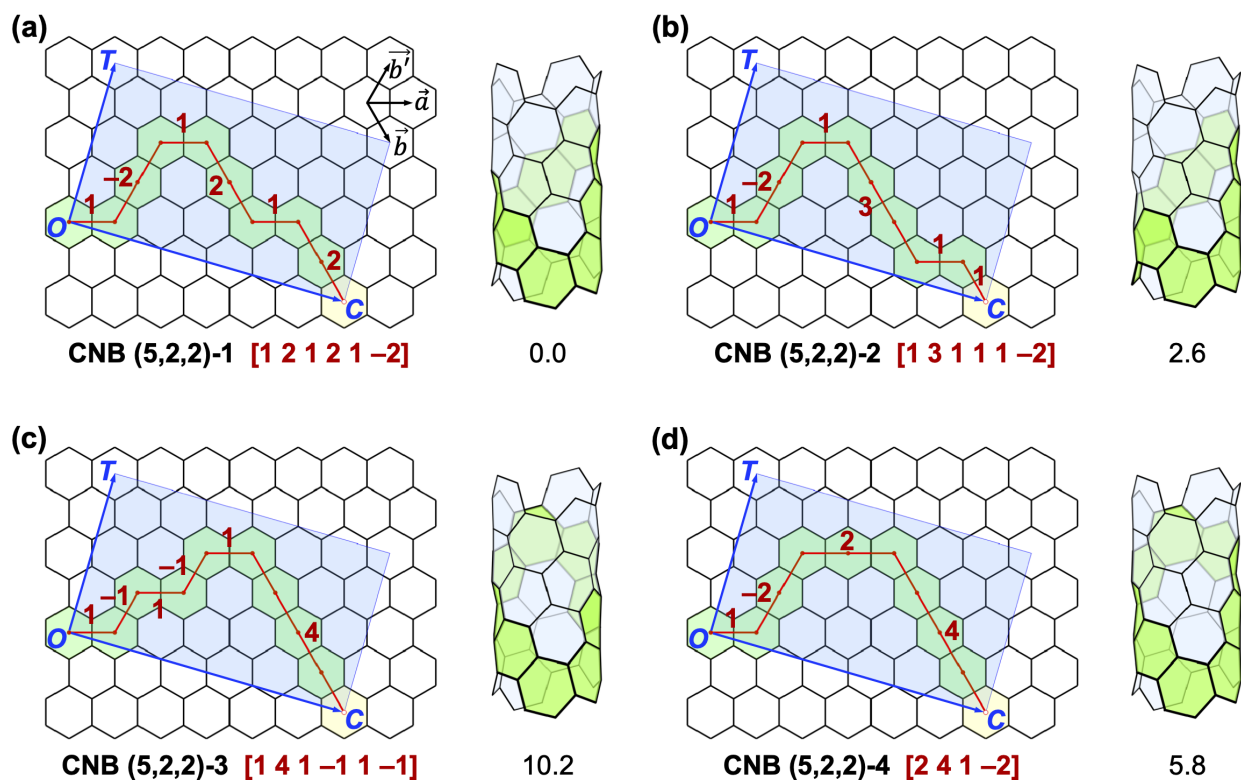 (a)
T
b'
a
b
1
–2
1
2
1
2
O
C
CNB (5,2,2)-1 [1 2 1 2 1 –2]
0.0
(b)
T
1
–2
1
3
1
1
O
C
CNB (5,2,2)-2 [1 3 1 1 1 –2]
2.6
(c)
T
1
–1
1
–1
1
4
O
C
CNB (5,2,2)-3 [1 4 1 –1 1 –1]
10.2
(d)
T
2
–2
1
4
O
C
CNB (5,2,2)-4 [2 4 1 –2]
5.8